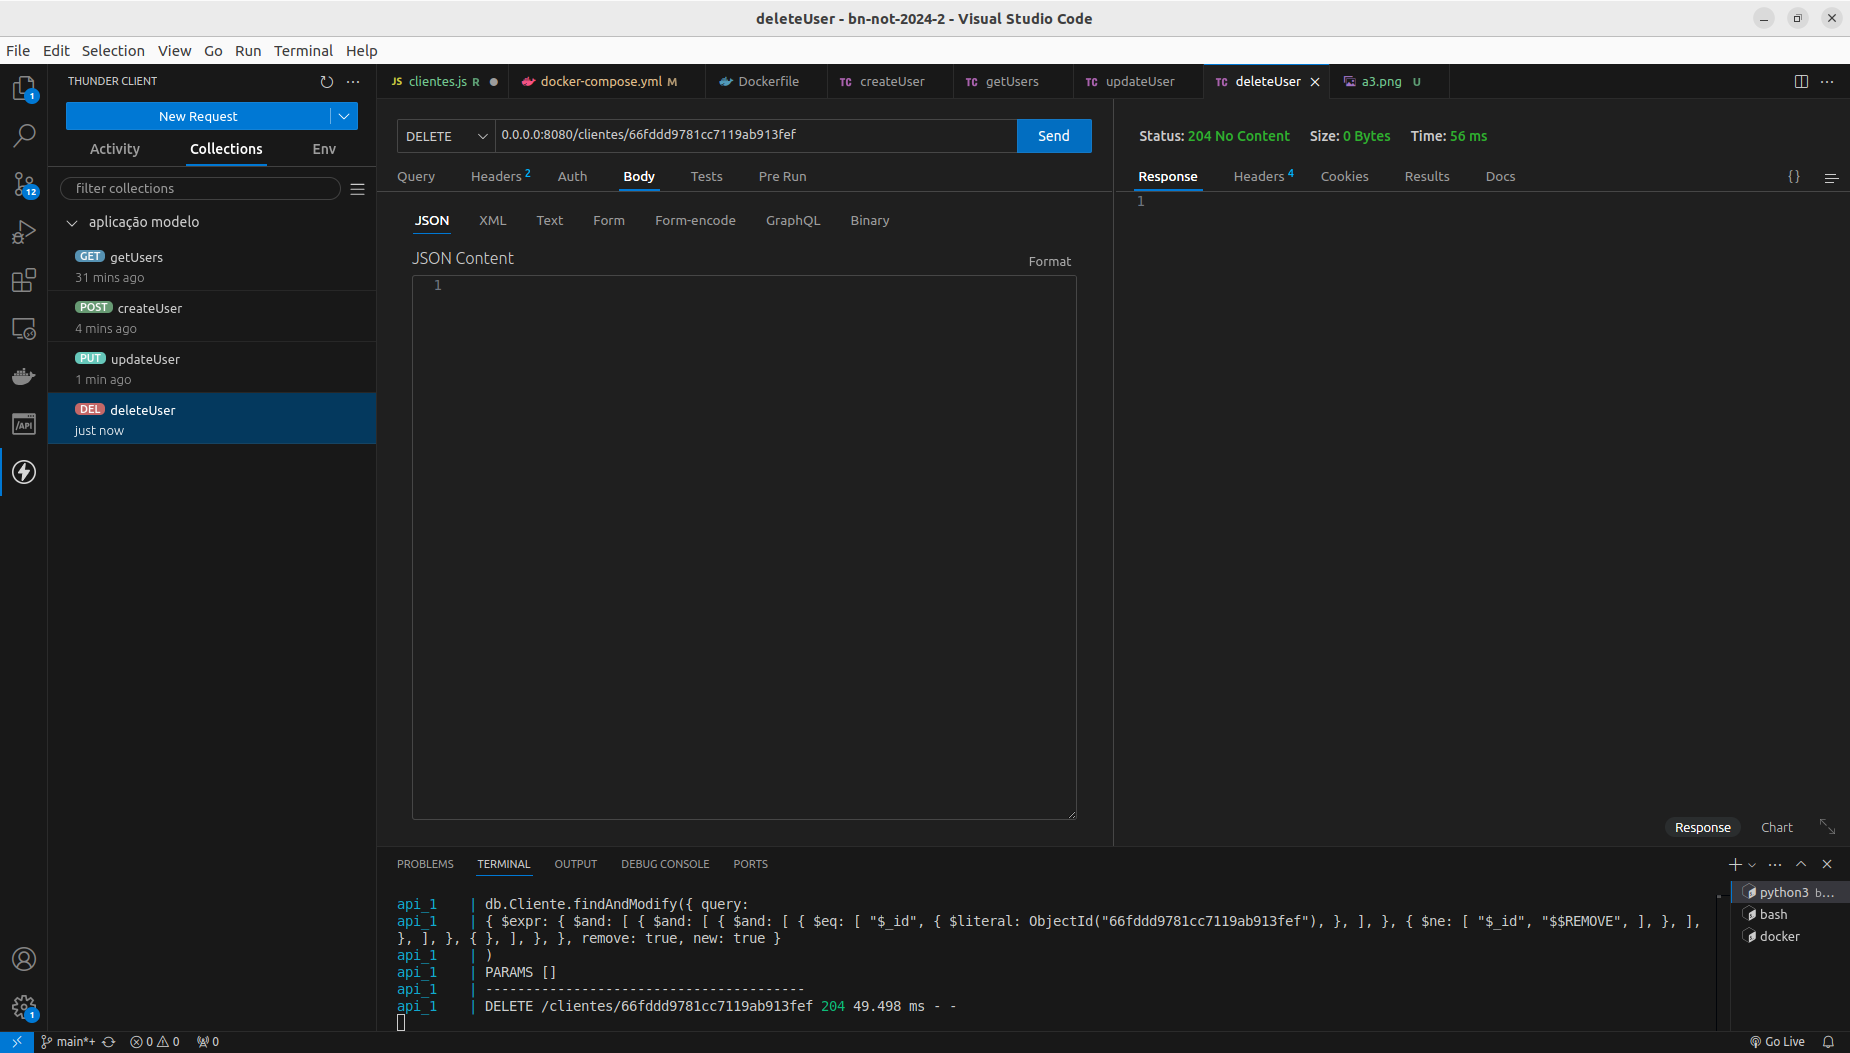 deleteUser - bn-not-2024-2 - Visual Studio Code
File Edit Selection View Go Run Terminal Help
THUNDER CLIENT
New Request
Activity Collections Env
filter collections
aplicação modelo
GET getUsers
31 mins ago
POST createUser
4 mins ago
PUT updateUser
1 min ago
DEL deleteUser
just now
1
12
/API
1
JS clientes.js R
docker-compose.yml M
Dockerfile
TC createUser
TC getUsers
TC updateUser
TC deleteUser
a3.png U
DELETE 0.0.0.0:8080/clientes/66fddd9781cc7119ab913fef Send
Query Headers 2 Auth Body Tests Pre Run
JSON XML Text Form Form-encode GraphQL Binary
JSON Content
Format
1
Status: 204 No Content Size: 0 Bytes Time: 56 ms
Response Headers 4 Cookies Results Docs {}
1
Response Chart
PROBLEMS TERMINAL OUTPUT DEBUG CONSOLE PORTS
api_1 | db.Cliente.findAndModify({ query:
api_1 | { $expr: { $and: [ { $and: [ { $and: [ { $eq: [ "$_id", { $literal: ObjectId("66fddd9781cc7119ab913fef"), }, ], }, { $ne: [ "$_id", "$$REMOVE", ], }, ],
}, ], }, { }, ], }, }, remove: true, new: true }
api_1 | )
api_1 | PARAMS []
api_1 | ----------------------------------------
api_1 | DELETE /clientes/66fddd9781cc7119ab913fef 204 49.498 ms - -
python3 b...
bash
docker
main*+ 0 0 0 Go Live